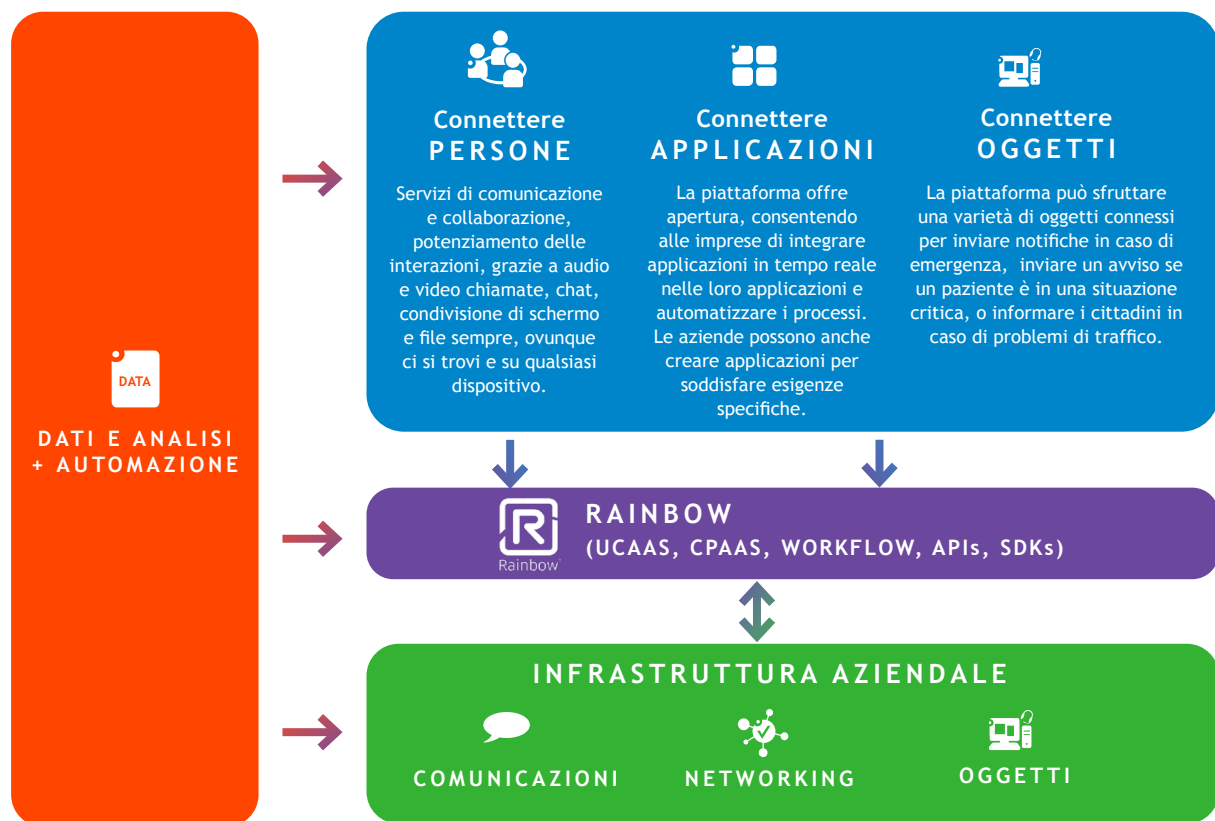 DATA
DATI E ANALISI
+ AUTOMAZIONE
Connettere
PERSONE
Servizi di comunicazione
e collaborazione,
potenziamento delle
interazioni, grazie a audio
e video chiamate, chat,
condivisione di schermo
e file sempre, ovunque
ci si trovi e su qualsiasi
dispositivo.
Connettere
APPLICAZIONI
La piattaforma offre
apertura, consentendo
alle imprese di integrare
applicazioni in tempo reale
nelle loro applicazioni e
automatizzare i processi.
Le aziende possono anche
creare applicazioni per
soddisfare esigenze
specifiche.
Connettere
OGGETTI
La piattaforma può sfruttare
una varietà di oggetti connessi
per inviare notifiche in caso di
emergenza, inviare un avviso se
un paziente è in una situazione
critica, o informare i cittadini in
caso di problemi di traffico.
R
Rainbow
RAINBOW
(UCAAS, CPAAS, WORKFLOW, APIs, SDKs)
INFRASTRUTTURA AZIENDALE
COMUNICAZIONI
NETWORKING
OGGETTI